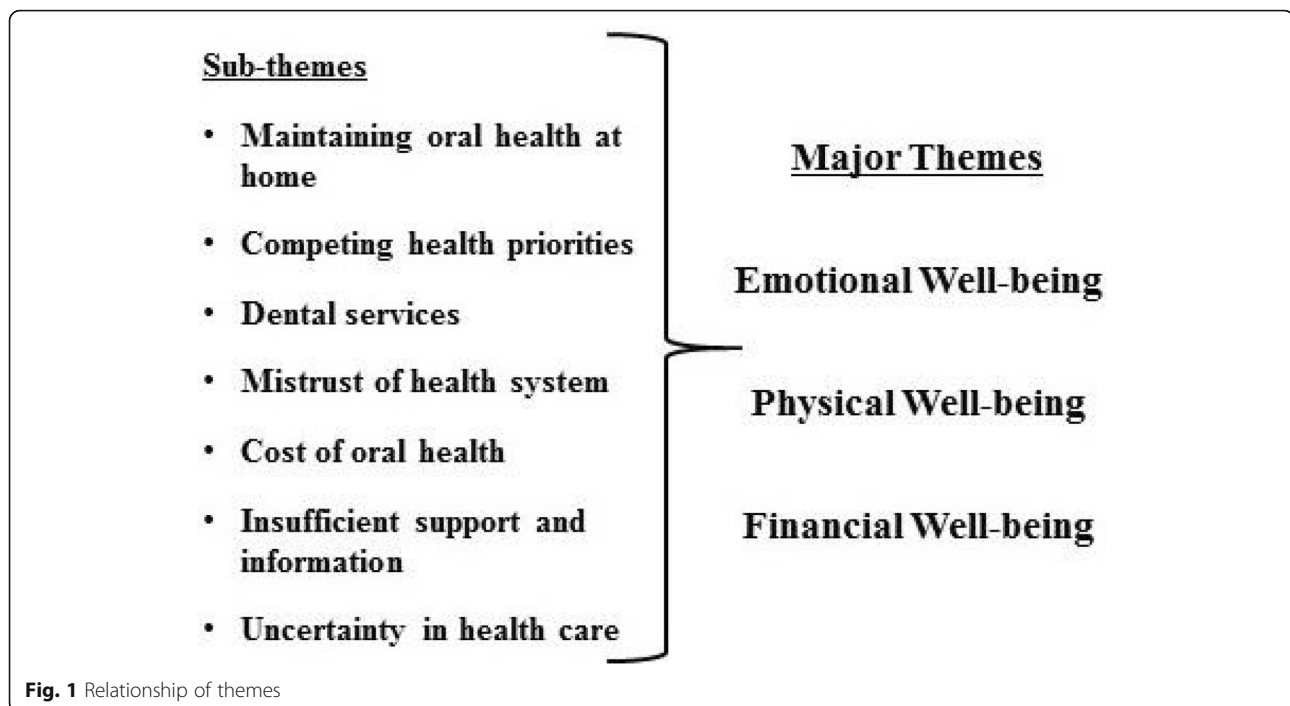 Sub-themes
• Maintaining oral health at
home
• Competing health priorities
• Dental services
• Mistrust of health system
• Cost of oral health
• Insufficient support and
information
• Uncertainty in health care
Major Themes
Emotional Well-being
Physical Well-being
Financial Well-being
Fig. 1 Relationship of themes